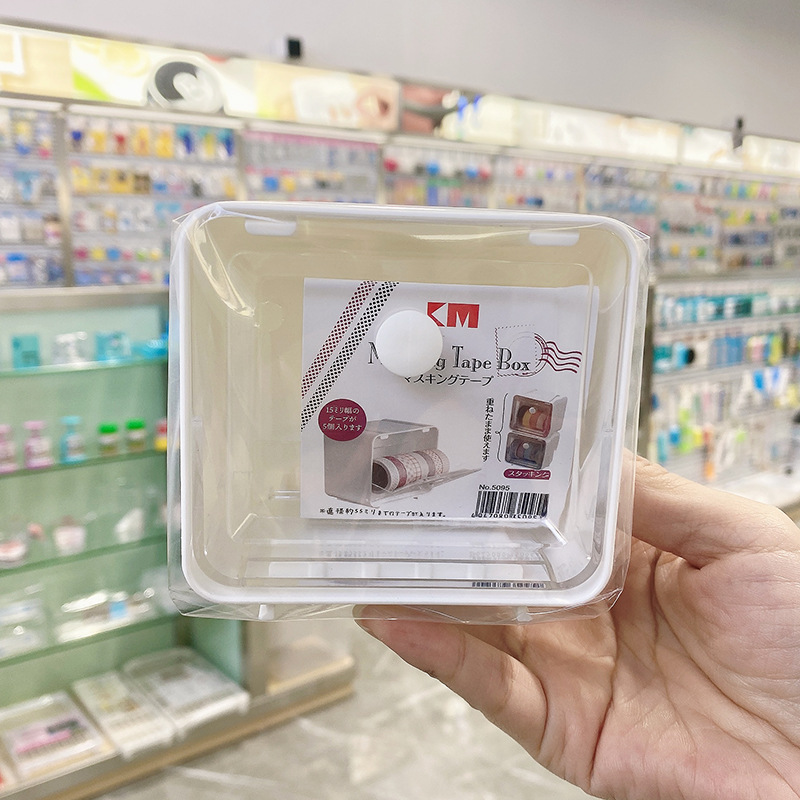 KM
Tape Box
マスキングテープ
15ミリ幅の
テープが
5個入ります
重ねたまま使えます
スタッキング
No.5095
※直径約55ミリまでのテープが入ります。